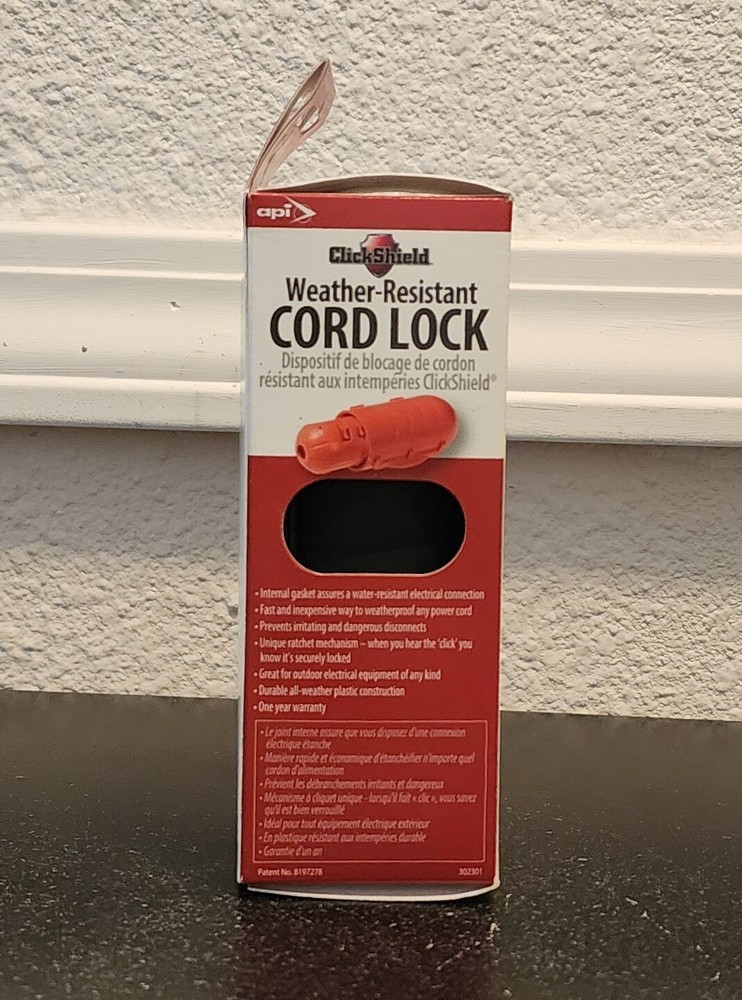 api
ClickShield
Weather-Resistant
CORD LOCK
Dispositif de blocage de cordon
résistant aux intempéries ClickShield®
• Internal gasket assures a water-resistant electrical connection
• Fast and inexpensive way to weatherproof any power cord
• Prevents irritating and dangerous disconnects
• Unique ratchet mechanism – when you hear the 'click' you
know it's securely locked
• Great for outdoor electrical equipment of any kind
• Durable all-weather plastic construction
• One year warranty
• Le joint interne assure que vous disposez d'une connexion
électrique étanche
• Manière rapide et économique d'étanchéifier n'importe quel
cordon d'alimentation
• Prévient les débranchements irritants et dangereux
• Mécanisme à cliquet unique - lorsqu'il fait « clic », vous savez
qu'il est bien verrouillé
• Idéal pour tout équipement électrique extérieur
• En plastique résistant aux intempéries durable
• Garantie d'un an
Patent No. 8197278
302301